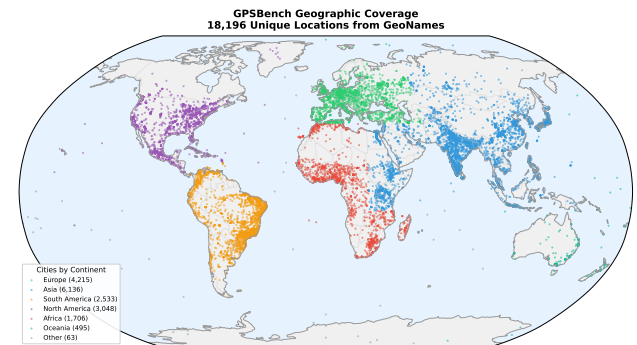 GPSBench Geographic Coverage
18,196 Unique Locations from GeoNames
Cities by Continent
Europe (4,215)
Asia (6,136)
South America (2,533)
North America (3,048)
Africa (1,706)
Oceania (495)
Other (63)